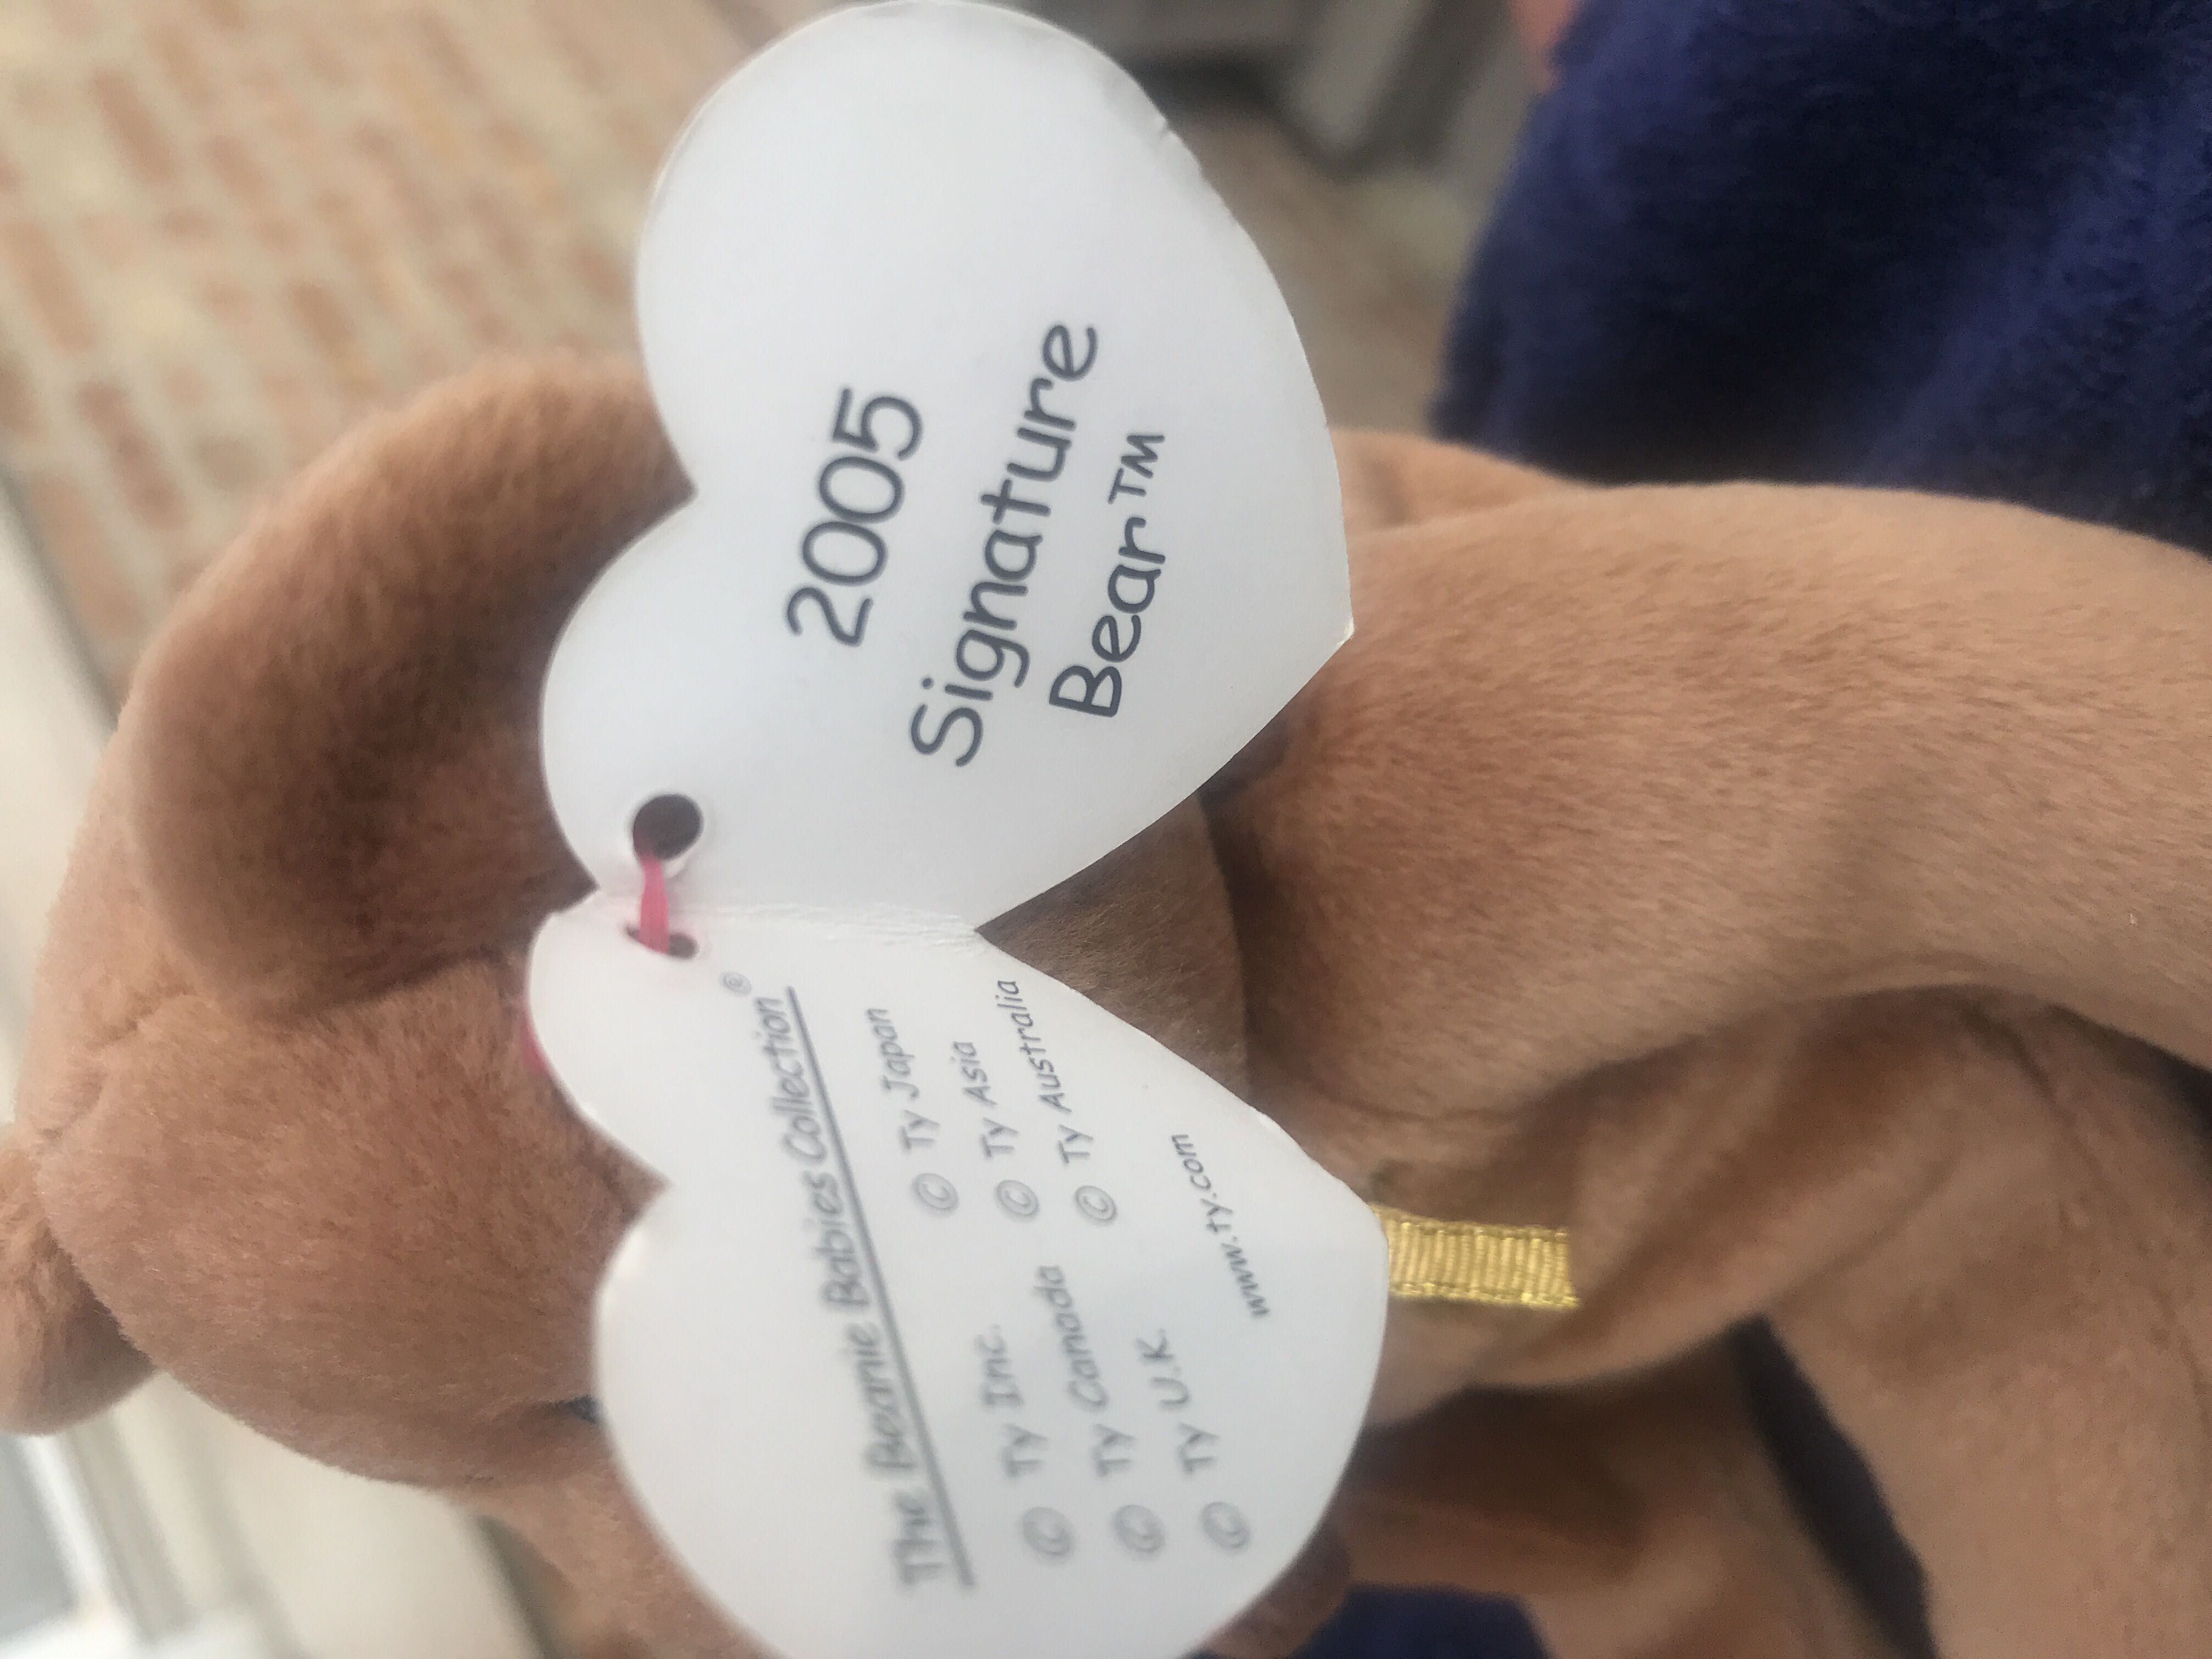 The Beanie Babies Collection®
© Ty Inc. © Ty Japan
© Ty Canada © Ty Asia
© Ty U.K. © Ty Australia
www.ty.com
2005
Signature
Bear™